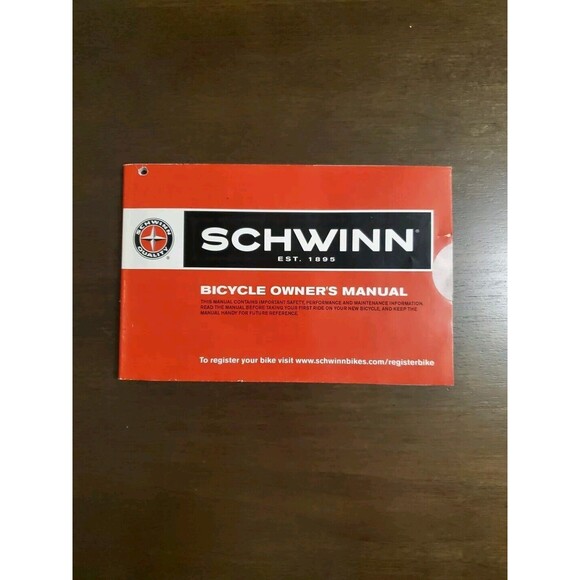 SCHWINN
QUALITY
®
SCHWINN®
EST. 1895
BICYCLE OWNER'S MANUAL
THIS MANUAL CONTAINS IMPORTANT SAFETY, PERFORMANCE AND MAINTENANCE INFORMATION.
READ THE MANUAL BEFORE TAKING YOUR FIRST RIDE ON YOUR NEW BICYCLE, AND KEEP THE
MANUAL HANDY FOR FUTURE REFERENCE.
To register your bike visit www.schwinnbikes.com/registerbike